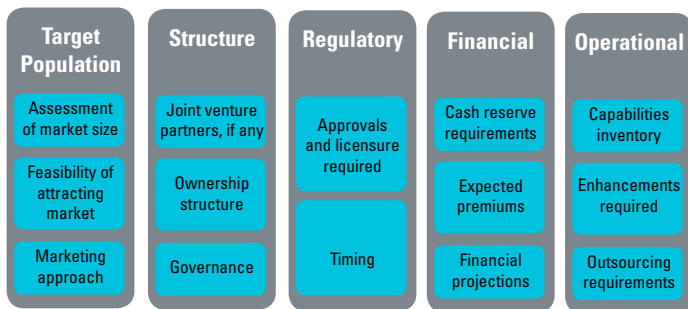 Target
Population
Assessment
of market size
Feasibility of
attracting
market
Marketing
approach
Structure
Joint venture
partners, if any
Ownership
structure
Governance
Regulatory
Approvals
and licensure
required
Timing
Financial
Cash reserve
requirements
Expected
premiums
Financial
projections
Operational
Capabilities
inventory
Enhancements
required
Outsourcing
requirements